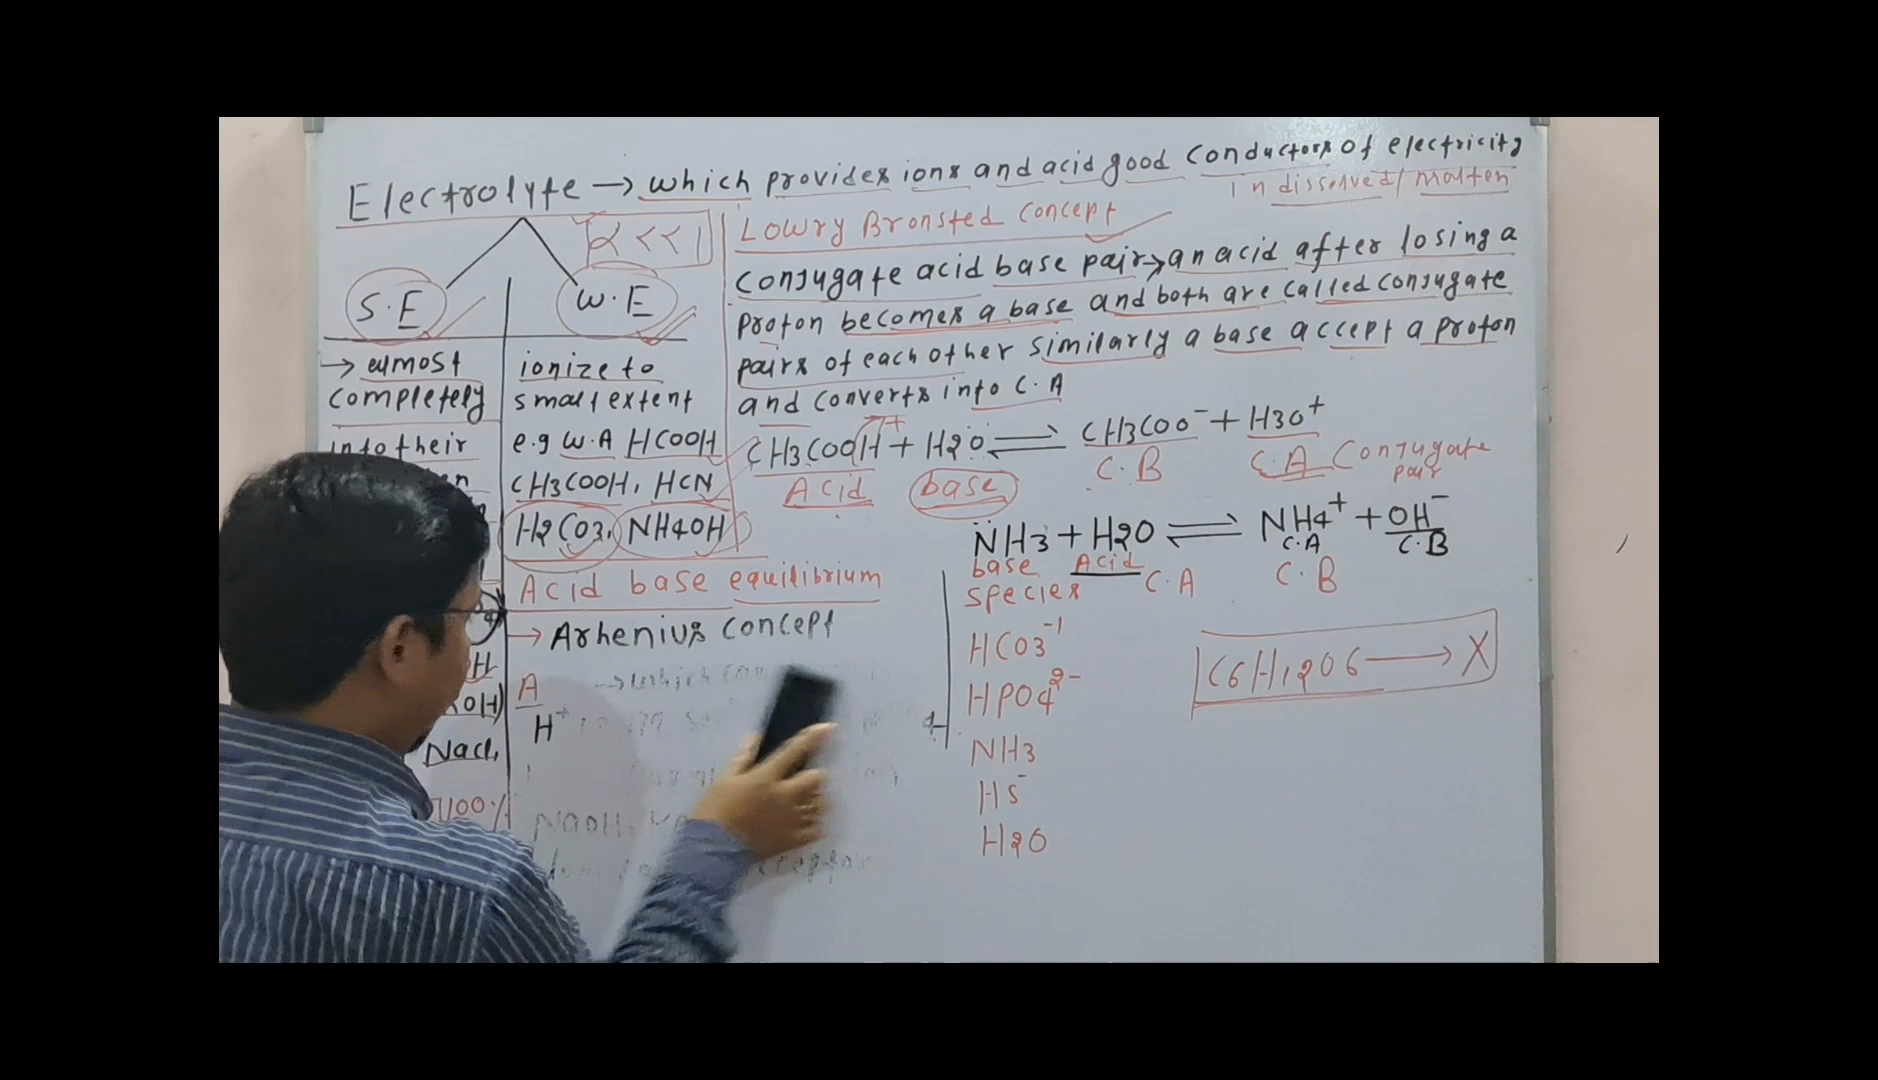 Electrolyte → which provides ions and acid good conductors of electricity
in dissolved/molten
α <<1
S.E
W.E
→ almost
completely
into their
ionize to
small extent
e.g W.A HCOOH
CH3COOH, HCN
H2CO3, NH4OH
NaCl,
100%
Lowry Bronsted Concept
Conjugate acid base pair→ an acid after losing a
proton becomes a base and both are called conjugate
pairs of each other similarly a base accept a proton
and converts into C.A
CH3COOH + H2O ⇌ CH3COO⁻ + H3O⁺
Acid base C.B C.A Conjugate
pair
NH3 + H2O ⇌ NH4⁺ + OH⁻
C.A C.B
base Acid
species C.A C.B
HCO3⁻¹
HPO4²⁻
NH3
HS⁻
H2O
C6H12O6 → X
Acid base equilibrium
→ Arhenius concept
A → which
H⁺
NaOH,